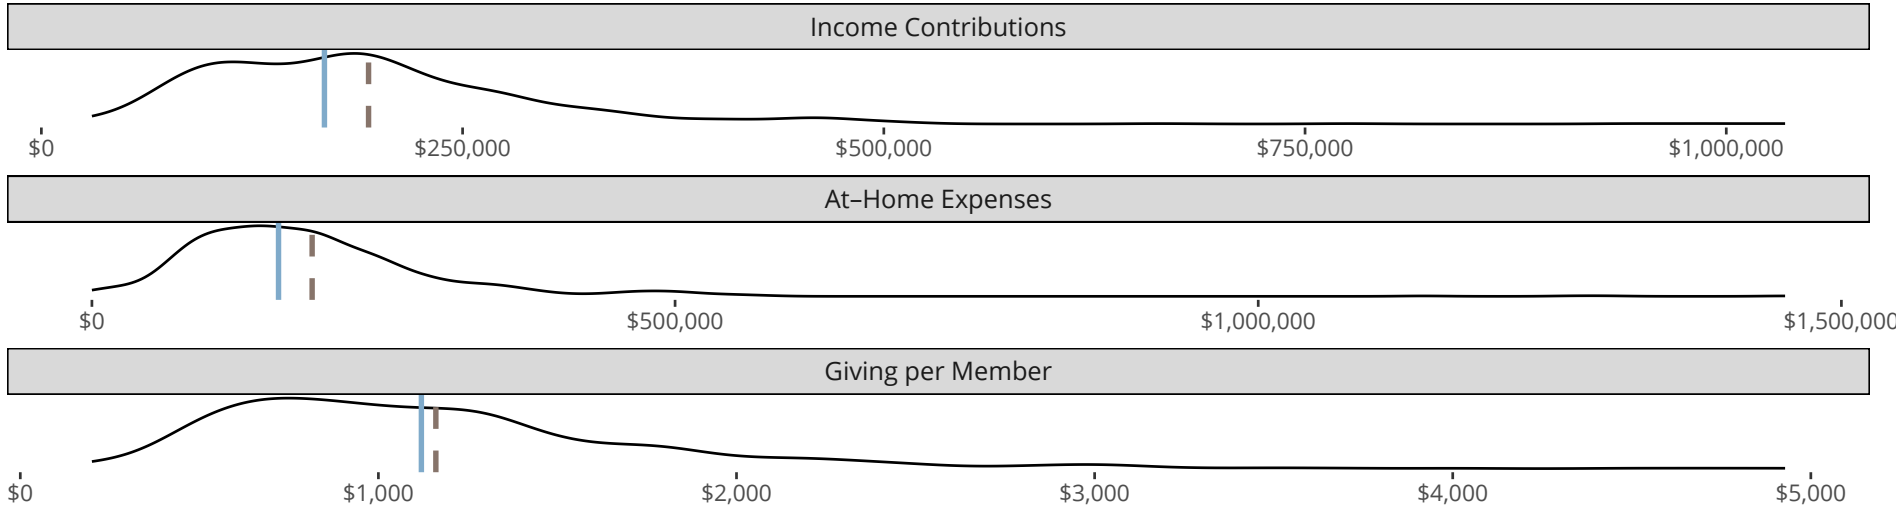 Income Contributions
$0 $250,000 $500,000 $750,000 $1,000,000
At–Home Expenses
$0 $500,000 $1,000,000 $1,500,000
Giving per Member
$0 $1,000 $2,000 $3,000 $4,000 $5,000